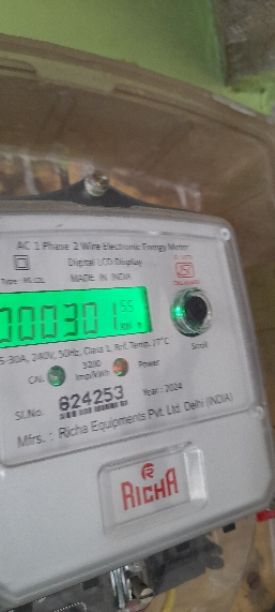 AC 1 Phase 2 Wire Electronic Energy Meter
Digital LCD Display
MADE IN INDIA
ISI
000301 55
5-30A, 240V, 50Hz, Class 1, Ref. Temp. 27°C
Scroll
CAL 3200 imp/kWh Power
Sl.No. 624253 Year : 2024
Mfrs. : Richa Equipments Pvt. Ltd. Delhi (INDIA)
R
RICHA